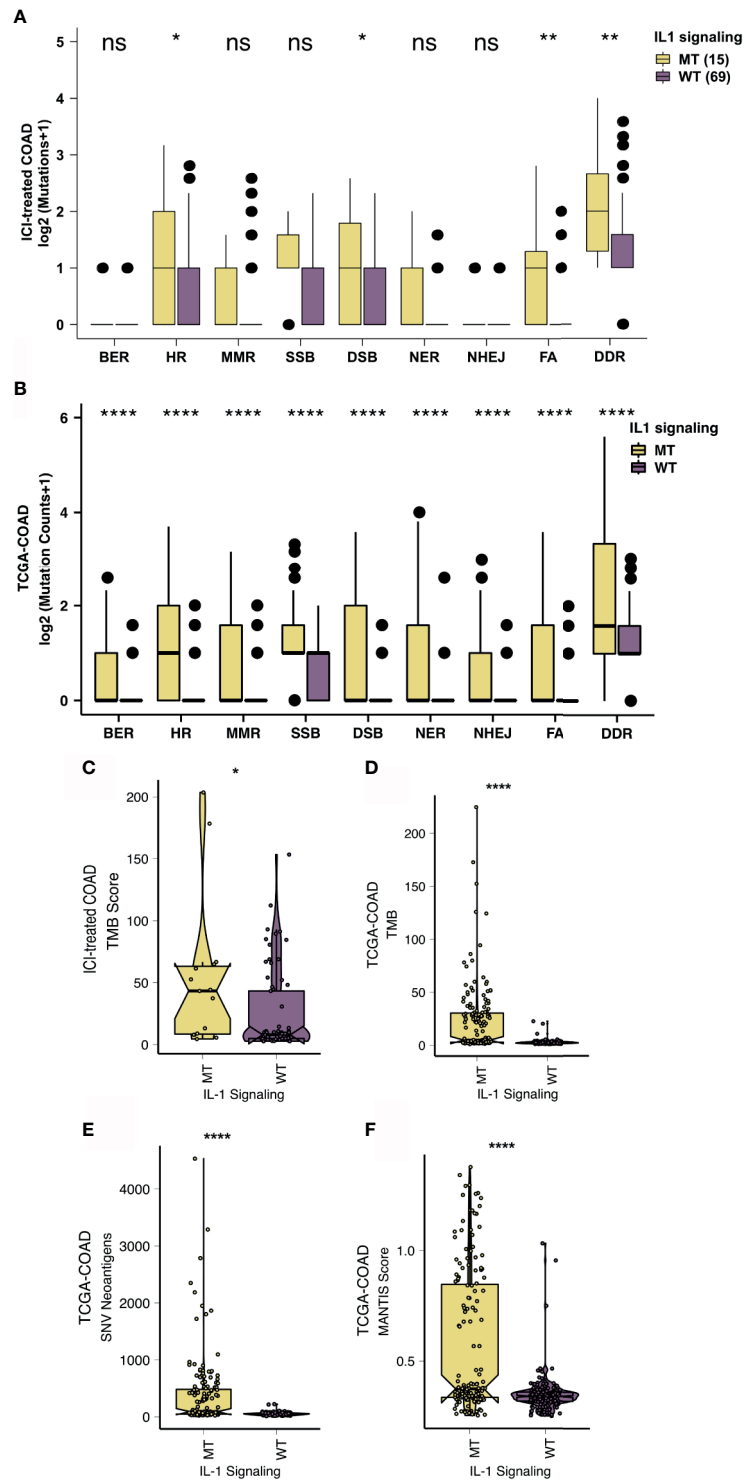 A
ns * ns ns * ns ns ** **
IL1 signaling
MT (15)
WT (69)
ICI-treated COAD
log2 (Mutations+1)
5
4
3
2
1
0
BER HR MMR SSB DSB NER NHEJ FA DDR
B
**** **** **** **** **** **** **** **** ****
IL1 signaling
MT
WT
TCGA-COAD
log2 (Mutation Counts+1)
6
4
2
0
BER HR MMR SSB DSB NER NHEJ FA DDR
C
*
ICI-treated COAD
TMB Score
200
150
100
50
0
MT WT
IL-1 Signaling
D
****
TCGA-COAD
TMB
200
150
100
50
0
MT WT
IL-1 Signaling
E
****
TCGA-COAD
SNV Neoantigens
4000
3000
2000
1000
0
MT WT
IL-1 Signaling
F
****
TCGA-COAD
MANTIS Score
1.0
0.5
MT WT
IL-1 Signaling